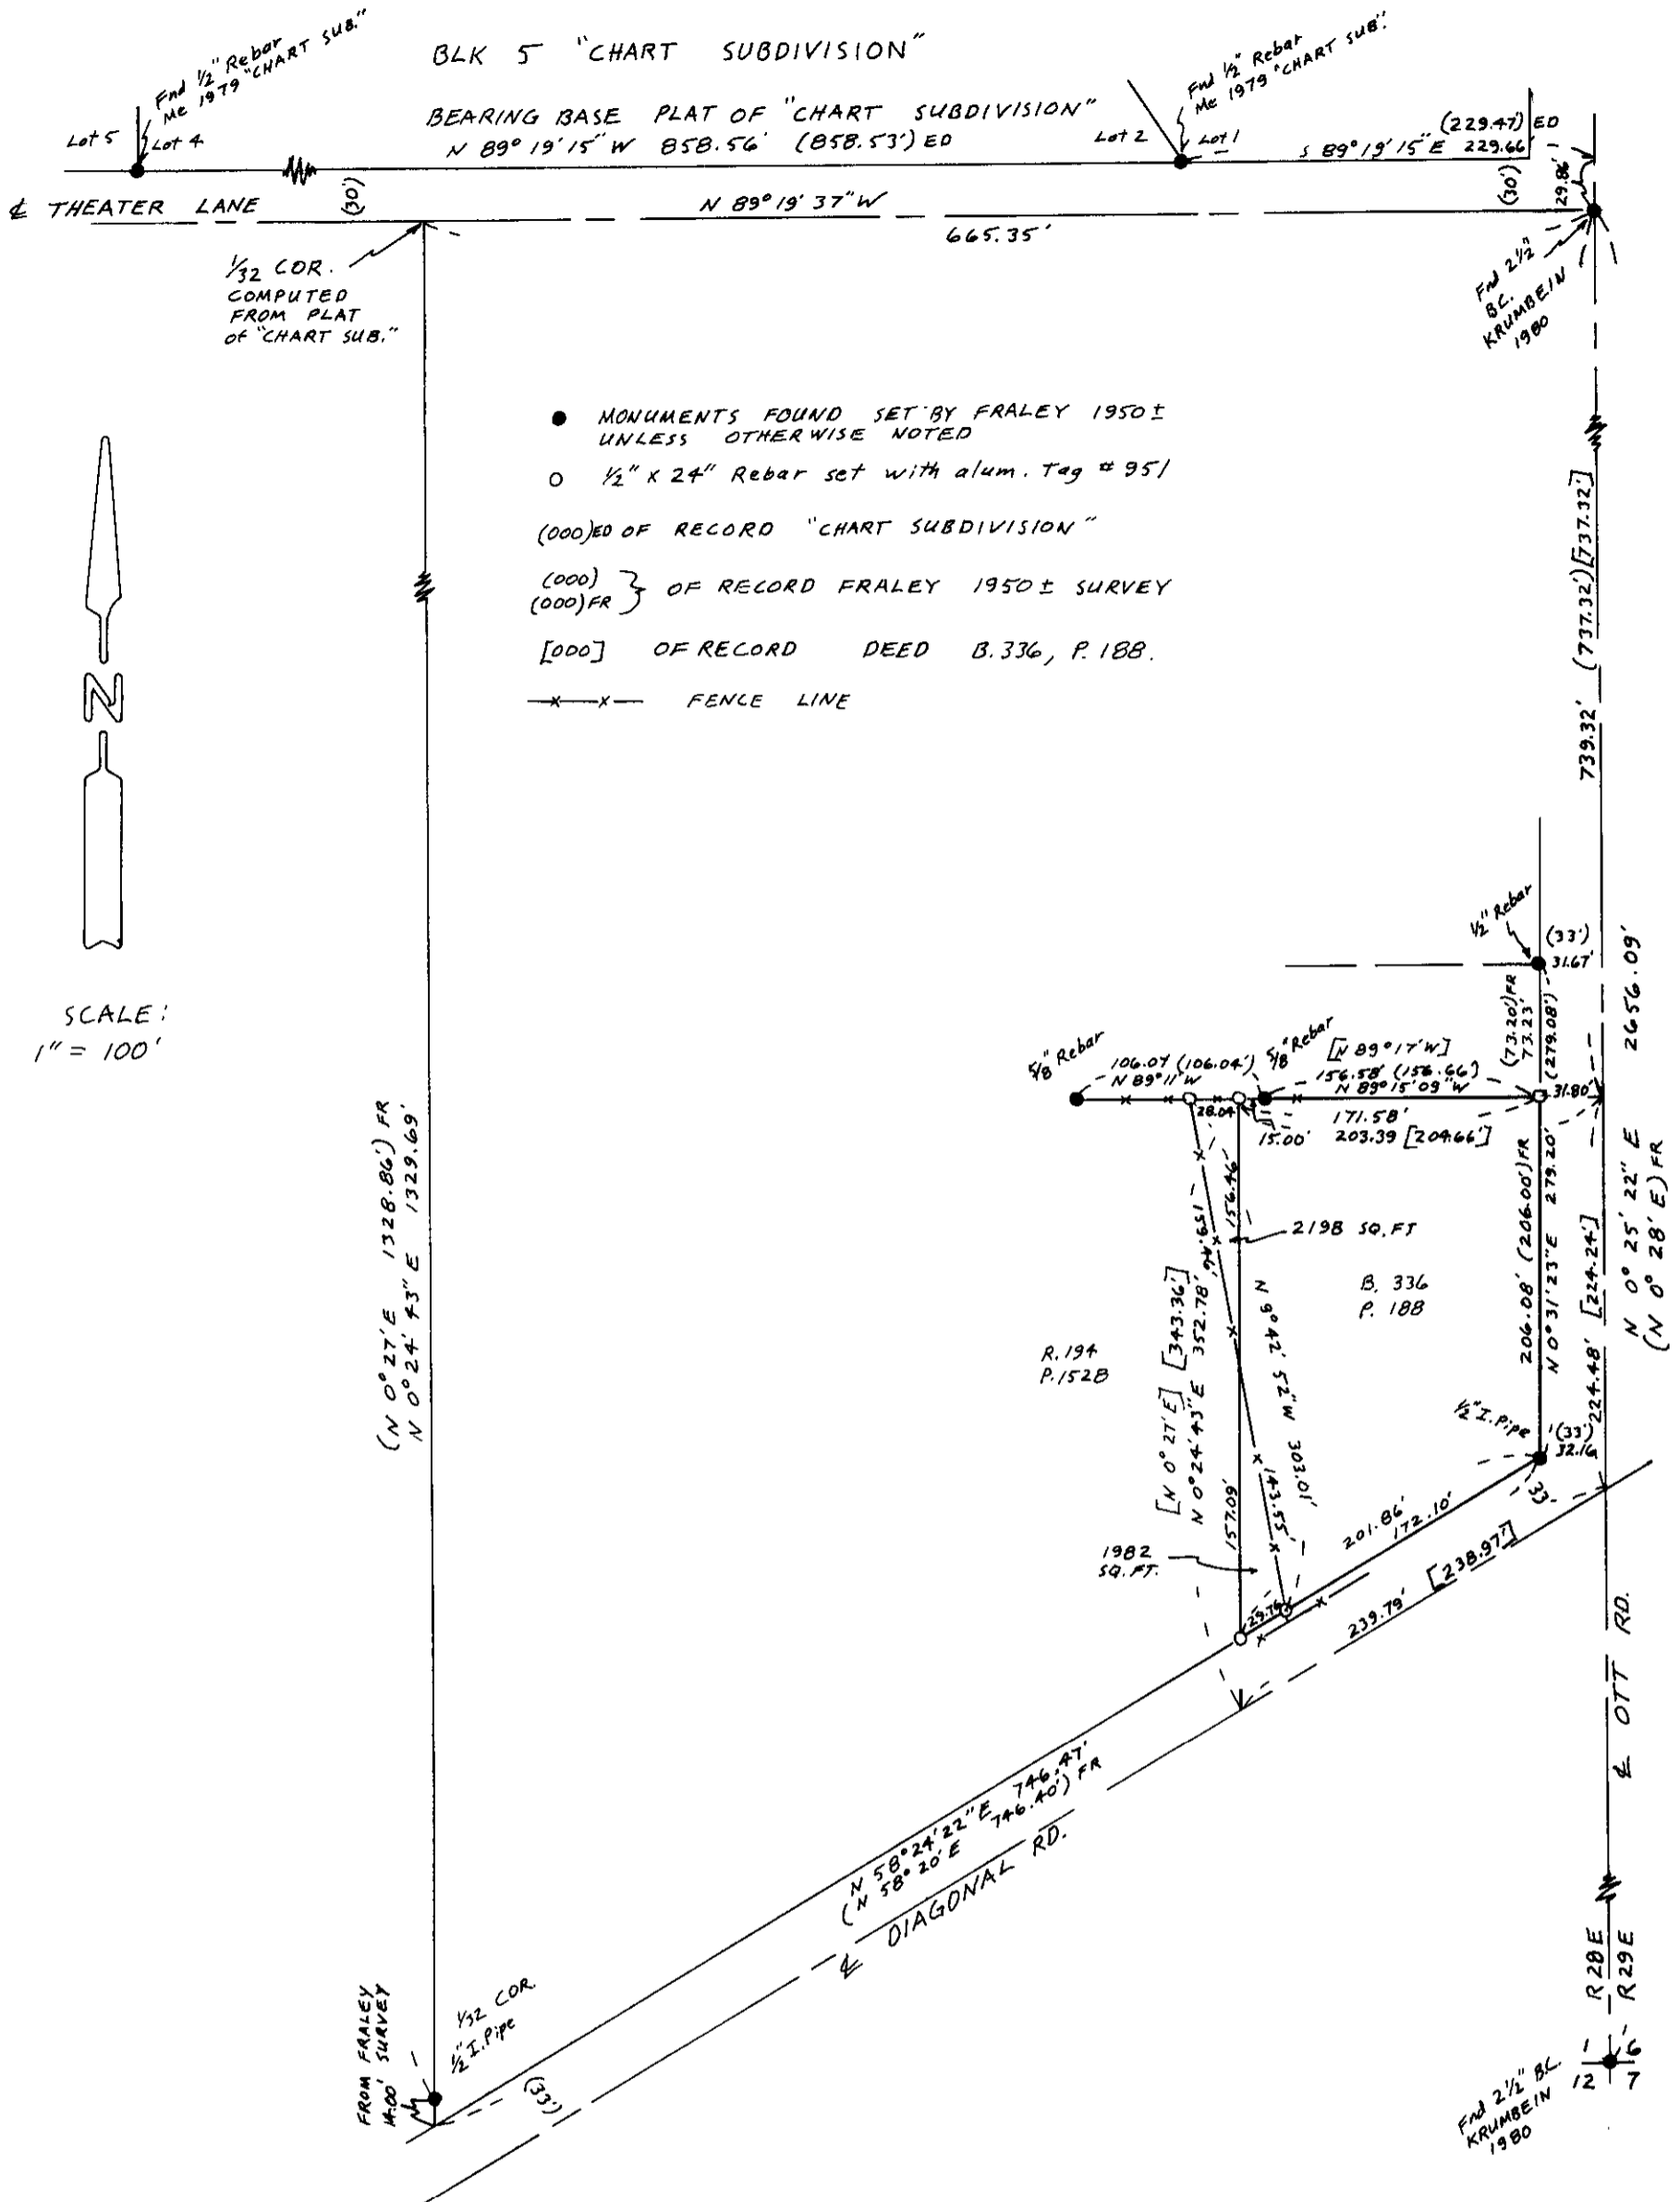 BLK 5 "CHART SUBDIVISION"
Fnd 1/2" Rebar
Me 1979 "CHART SUB."
Fnd 1/2" Rebar
Me 1979 "CHART SUB."
BEARING BASE PLAT OF "CHART SUBDIVISION"
N 89° 19' 15" W 858.56' (858.53') ED
Lot 5
Lot 4
Lot 2
Lot 1
(229.47) ED
S 89° 19' 15" E 229.66
℄ THEATER LANE
(30')
N 89° 19' 37" W
665.35'
(30')
29.86'
1/32 COR.
COMPUTED
FROM PLAT
of "CHART SUB."
Fnd 2 1/2"
B.C.
KRUMBEIN
1980
● MONUMENTS FOUND SET BY FRALEY 1950 ±
UNLESS OTHERWISE NOTED
○ 1/2" x 24" Rebar set with alum. Tag # 951
(000)ED OF RECORD "CHART SUBDIVISION"
(000)
(000)FR } OF RECORD FRALEY 1950 ± SURVEY
[000] OF RECORD DEED B. 336, P. 188.
—x—x— FENCE LINE
N
SCALE:
1" = 100'
739.32' (737.32') [737.32']
1/2" Rebar
(33')
31.67'
(73.20')FR
73.23'
(279.08')
2656.09'
N 0° 25' 22" E
(N 0° 28' E) FR
5/8" Rebar
106.07 (106.04')
N 89° 11' W
5/8" Rebar
[N 89° 17' W]
156.58' (156.66)
N 89° 15' 09" W
31.80'
28.04
15.00'
171.58'
203.39 [204.66']
(N 0° 27' E 1328.86') FR
N 0° 24' 43" E 1329.69'
156.46'
159.46'
2198 SQ. FT
B. 336
P. 188
R. 194
P. 1528
[N 0° 27' E] [343.36']
N 0° 24' 43" E 352.78'
N 9° 42' 52" W 303.01'
157.09'
143.55'
206.08' (206.00')FR
N 0° 31' 23" E 279.20'
224.48' [224.24']
1/2" I. Pipe
(33')
32.16
33'
1982
SQ. FT.
201.86'
172.10'
29.76
239.79' [238.97']
℄ OTT RD.
N 58° 24' 22" E 746.47'
(N 58° 20' E 746.40') FR
℄ DIAGONAL RD.
R 28 E
R 29 E
FROM FRALEY
14.00' SURVEY
1/32 COR.
1/2" I. Pipe
(33')
Fnd 2 1/2" B.C.
KRUMBEIN
1980
1 6
12 7